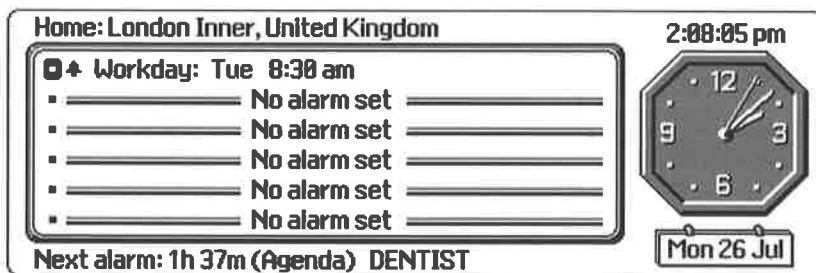 Home: London Inner, United Kingdom
2:08:05 pm
Workday: Tue 8:30 am
No alarm set
No alarm set
No alarm set
No alarm set
No alarm set
12
9
3
6
Next alarm: 1h 37m (Agenda) DENTIST
Mon 26 Jul